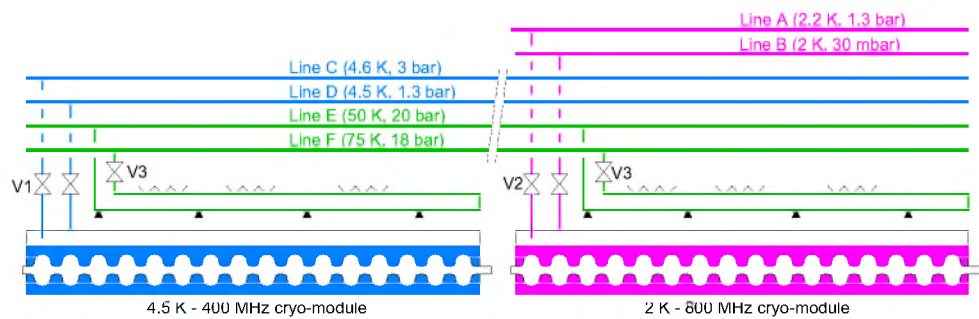 Line A (2.2 K, 1.3 bar)
Line B (2 K, 30 mbar)
Line C (4.6 K, 3 bar)
Line D (4.5 K, 1.3 bar)
Line E (50 K, 20 bar)
Line F (75 K, 18 bar)
V1
V3
V2
V3
4.5 K - 400 MHz cryo-module
2 K - 800 MHz cryo-module